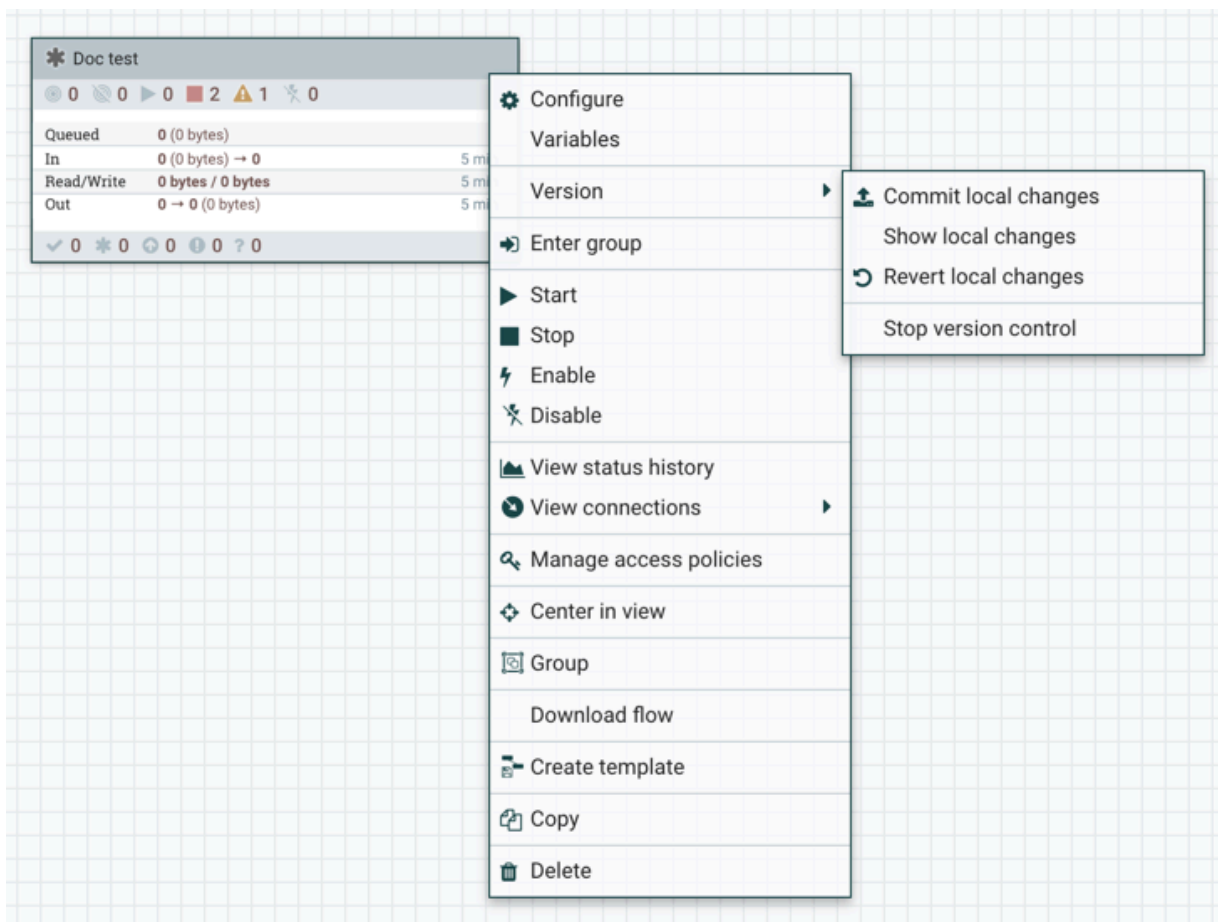 Doc test
0 0 0 2 1 0
Queued 0 (0 bytes)
In 0 (0 bytes) → 0 5
Read/Write 0 bytes / 0 bytes 5
Out 0 → 0 (0 bytes) 5
0 0 0 0 ? 0
Configure
Variables
Version
Enter group
Start
Stop
Enable
Disable
View status history
View connections
Manage access policies
Center in view
Group
Download flow
Create template
Copy
Delete
Commit local changes
Show local changes
Revert local changes
Stop version control